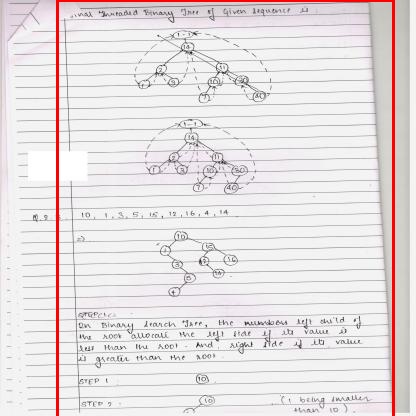 inal Threaded Binary Tree of Given Sequence is
-1-1-
14
2 11
1 3 10 30
7 40
-1-1-
14
2 11
1 3 10 30
7 40
10, 1, 3, 5, 15, 12, 16, 4, 14
=)
10
1 15
3 12 16
5 14
4
In Binary Search Tree, the numbers left child of
the root allocate the left side if its value is
less than the root. And right side if its value
is greater than the root.
STEP 1 10
STEP 2 10 (1 being smaller
than 10).